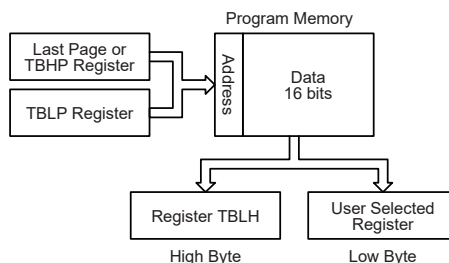 Program Memory
Last Page or
TBHP Register
TBLP Register
Address
Data
16 bits
Register TBLH
User Selected
Register
High Byte
Low Byte